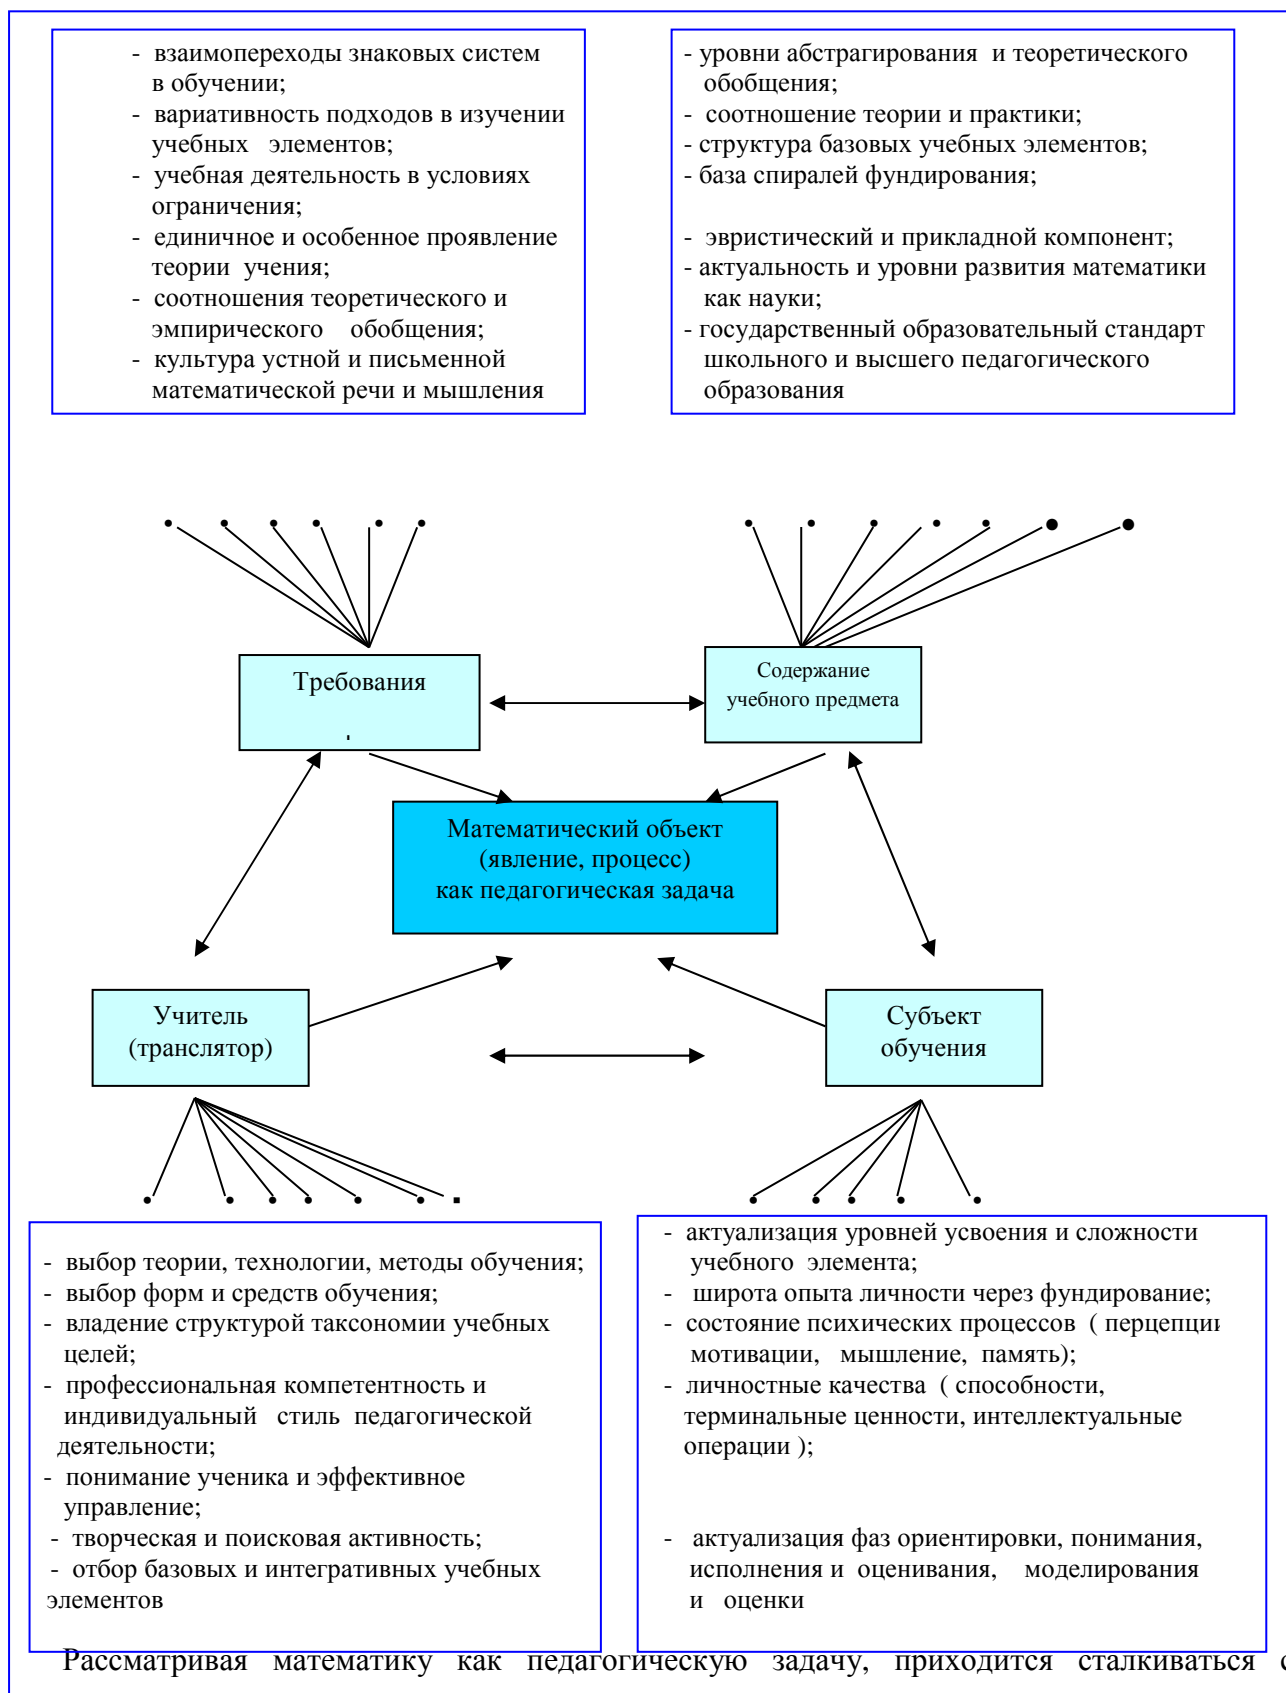 - взаимопереходы знаковых систем
в обучении;
- вариативность подходов в изучении
учебных элементов;
- учебная деятельность в условиях
ограничения;
- единичное и особенное проявление
теории учения;
- соотношения теоретического и
эмпирического обобщения;
- культура устной и письменной
математической речи и мышления
- уровни абстрагирования и теоретического
обобщения;
- соотношение теории и практики;
- структура базовых учебных элементов;
- база спиралей фундирования;
- эвристический и прикладной компонент;
- актуальность и уровни развития математики
как науки;
- государственный образовательный стандарт
школьного и высшего педагогического
образования
Требования
Содержание
учебного предмета
Математический объект
(явление, процесс)
как педагогическая задача
Учитель
(транслятор)
Субъект
обучения
- выбор теории, технологии, методы обучения;
- выбор форм и средств обучения;
- владение структурой таксономии учебных
целей;
- профессиональная компетентность и
индивидуальный стиль педагогической
деятельности;
- понимание ученика и эффективное
управление;
- творческая и поисковая активность;
- отбор базовых и интегративных учебных
элементов
- актуализация уровней усвоения и сложности
учебного элемента;
- широта опыта личности через фундирование;
- состояние психических процессов ( перцепции
мотивации, мышление, память);
- личностные качества ( способности,
терминальные ценности, интеллектуальные
операции );
- актуализация фаз ориентировки, понимания,
исполнения и оценивания, моделирования
и оценки
Рассматривая математику как педагогическую задачу, приходится сталкиваться с